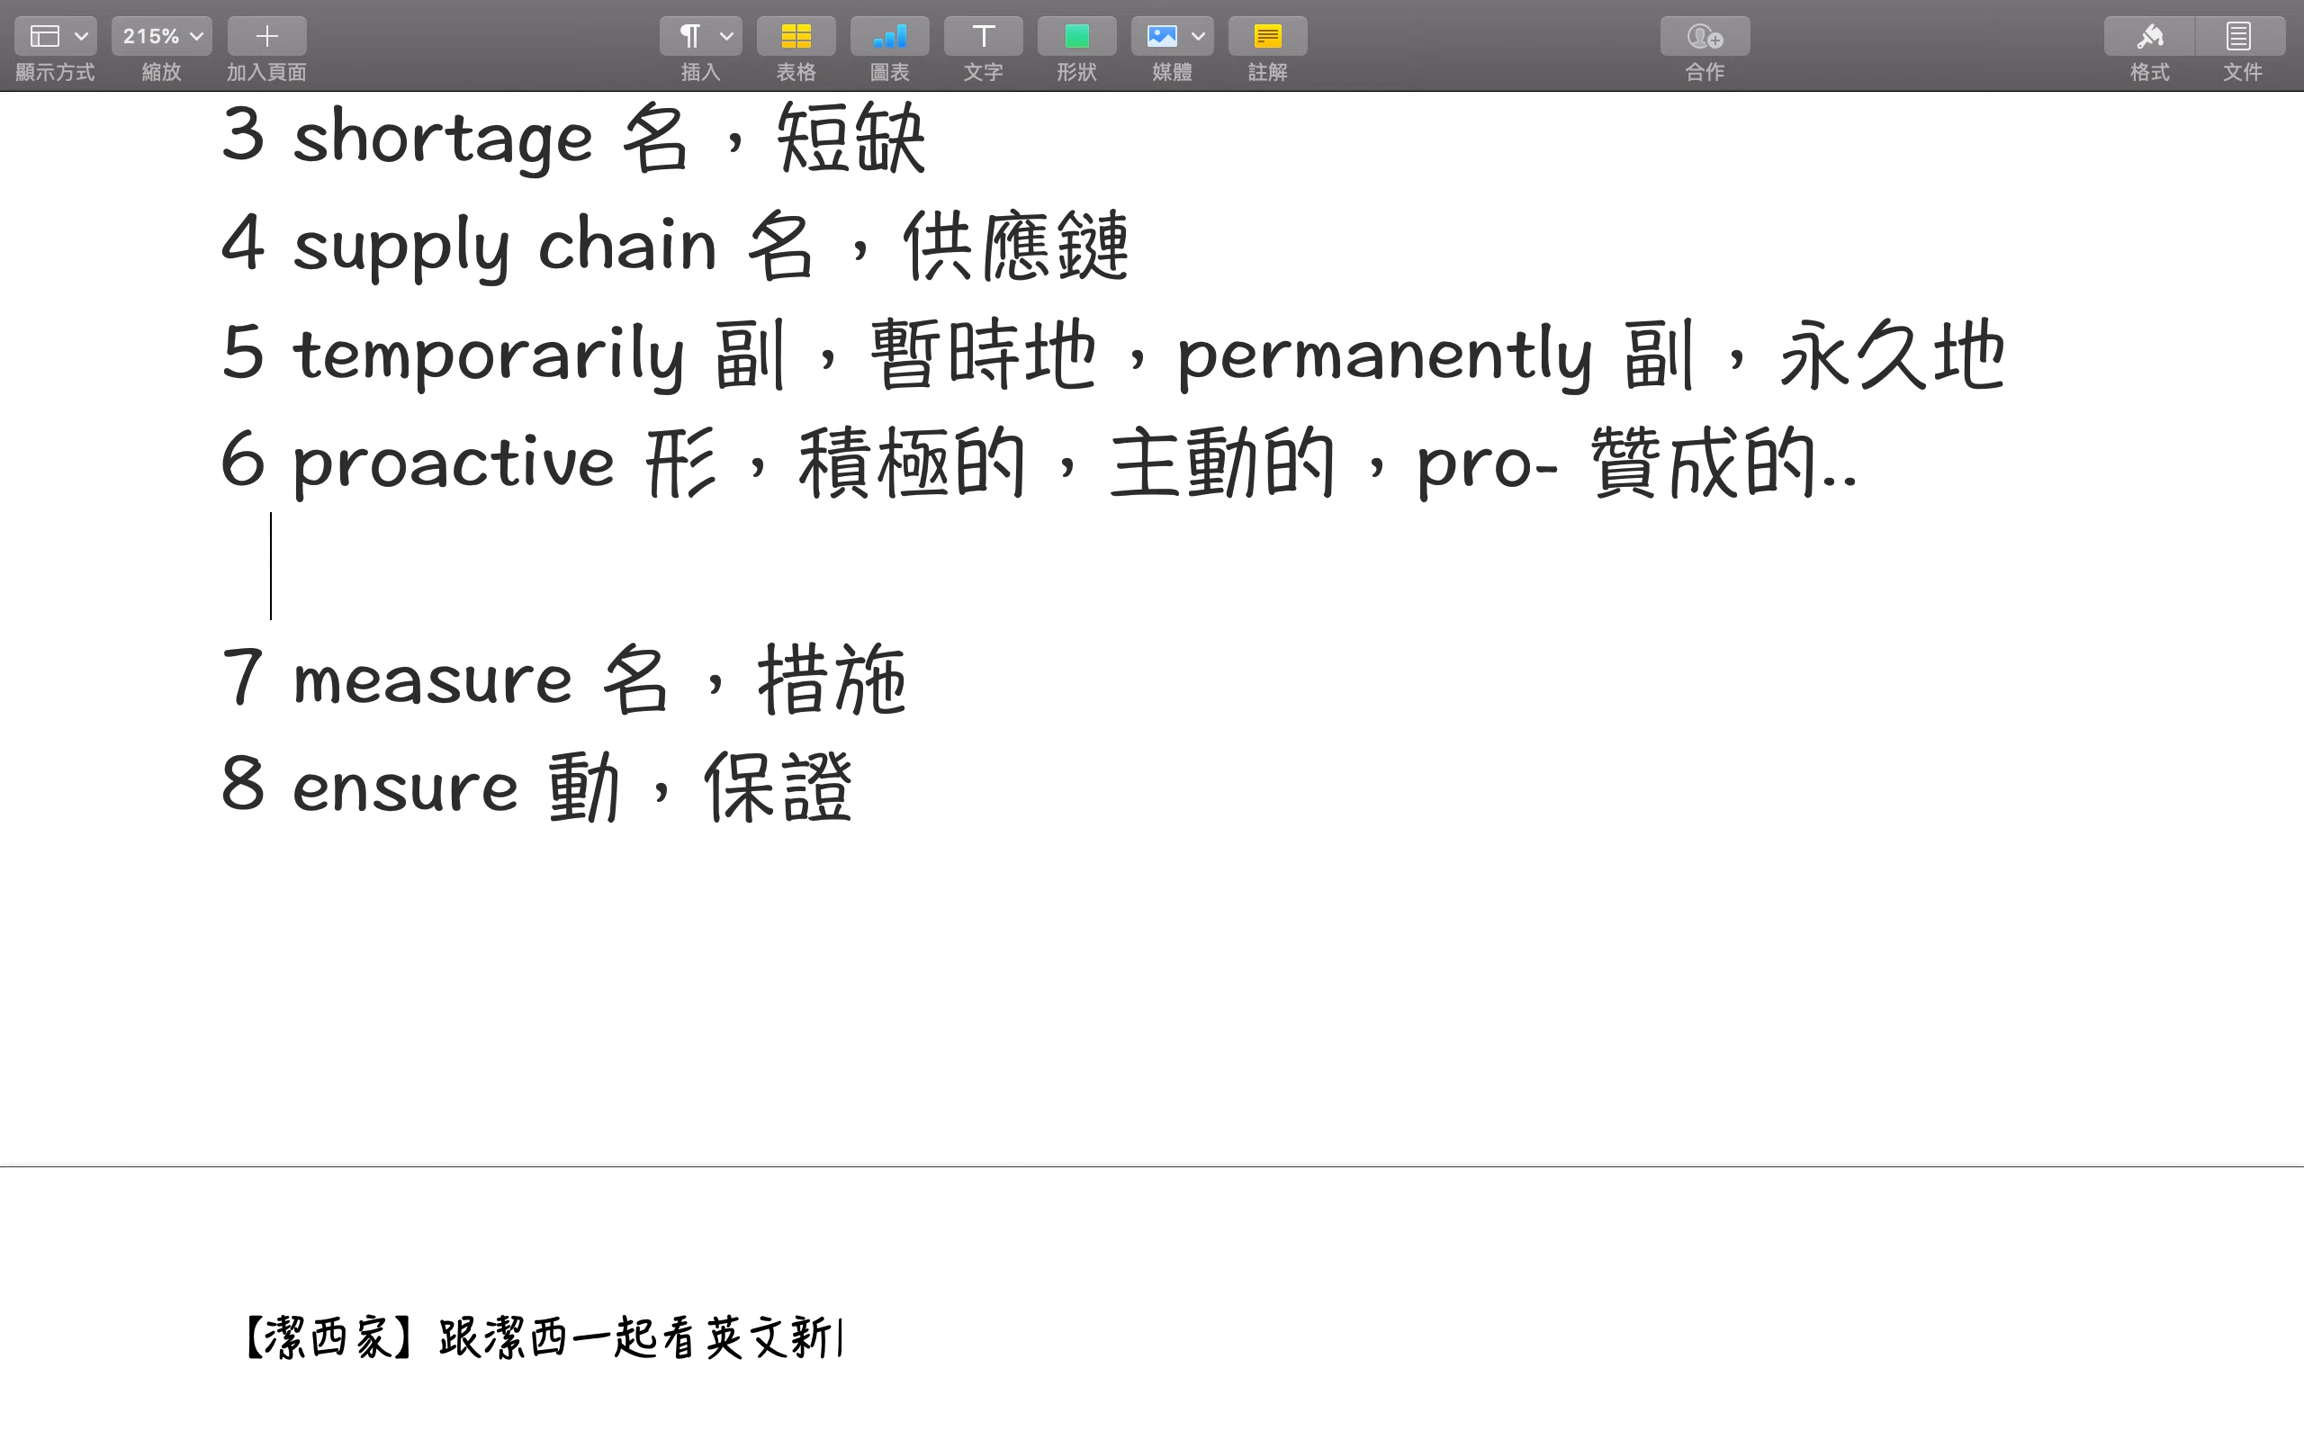 215%
顯示方式 縮放 加入頁面 插入 表格 圖表 文字 形狀 媒體 註解 合作 格式 文件
3 shortage 名，短缺
4 supply chain 名，供應鏈
5 temporarily 副，暫時地，permanently 副，永久地
6 proactive 形，積極的，主動的，pro- 贊成的..
7 measure 名，措施
8 ensure 動，保證
【潔西家】跟潔西一起看英文新